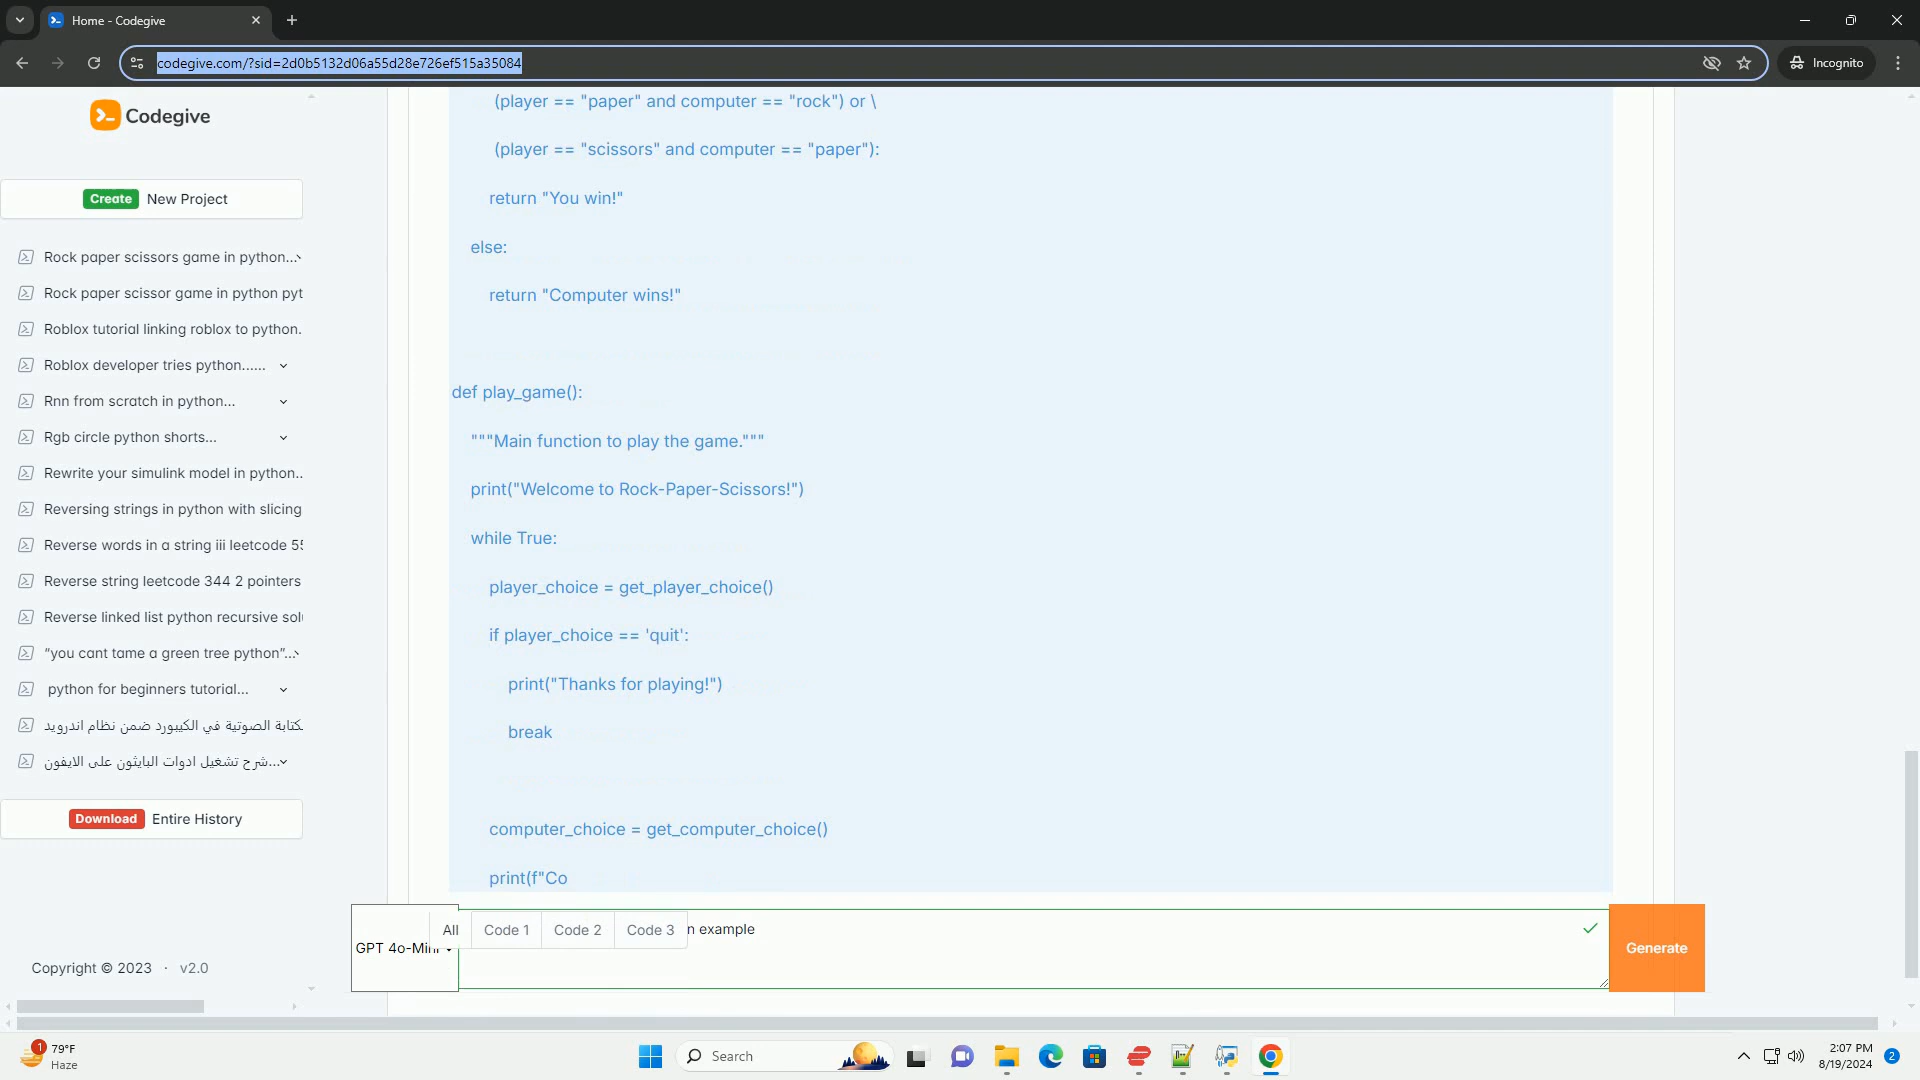 Home - Codegive
codegive.com/?sid=2d0b5132d06a55d28e726ef515a35084
Incognito
Codegive
Create New Project
Rock paper scissors game in python...
Rock paper scissor game in python pyt
Roblox tutorial linking roblox to python.
Roblox developer tries python......
Rnn from scratch in python...
Rgb circle python shorts...
Rewrite your simulink model in python..
Reversing strings in python with slicing
Reverse words in a string iii leetcode 55
Reverse string leetcode 344 2 pointers
Reverse linked list python recursive solu
“you cant tame a green tree python”...
python for beginners tutorial...
لكتابة الصوتية في الكيبورد ضمن نظام اندرويد
شرح تشغيل ادوات البايثون على الايفون...
Download Entire History
Copyright © 2023 · v2.0
(player == "paper" and computer == "rock") or \
(player == "scissors" and computer == "paper"):
return "You win!"
else:
return "Computer wins!"
def play_game():
"""Main function to play the game."""
print("Welcome to Rock-Paper-Scissors!")
while True:
player_choice = get_player_choice()
if player_choice == 'quit':
print("Thanks for playing!")
break
computer_choice = get_computer_choice()
print(f"Co
GPT 4o-Mini
All Code 1 Code 2 Code 3 n example
Generate
1
79°F
Haze
Search
2:07 PM
8/19/2024
2